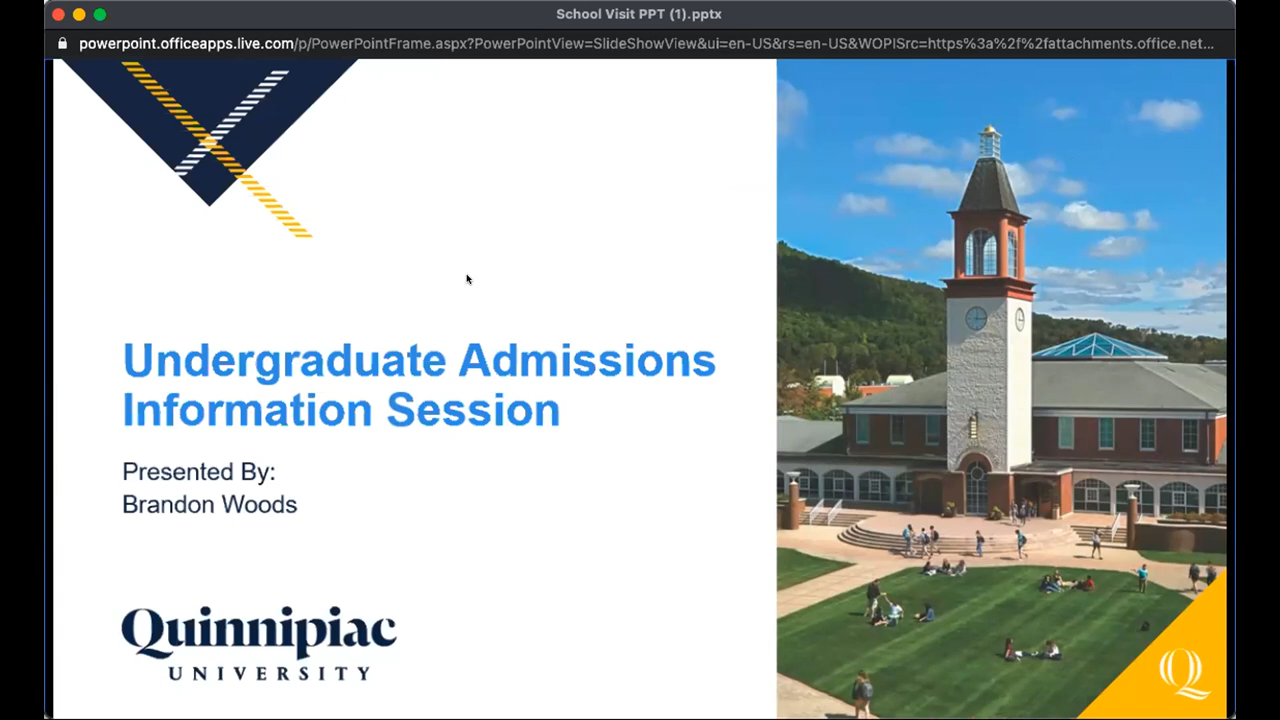 School Visit PPT (1).pptx
powerpoint.officeapps.live.com/p/PowerPointFrame.aspx?PowerPointView=SlideShowView&ui=en-US&rs=en-US&WOPISrc=https%3a%2f%2fattachments.office.net...
Undergraduate Admissions
Information Session
Presented By:
Brandon Woods
Quinnipiac
UNIVERSITY
Q